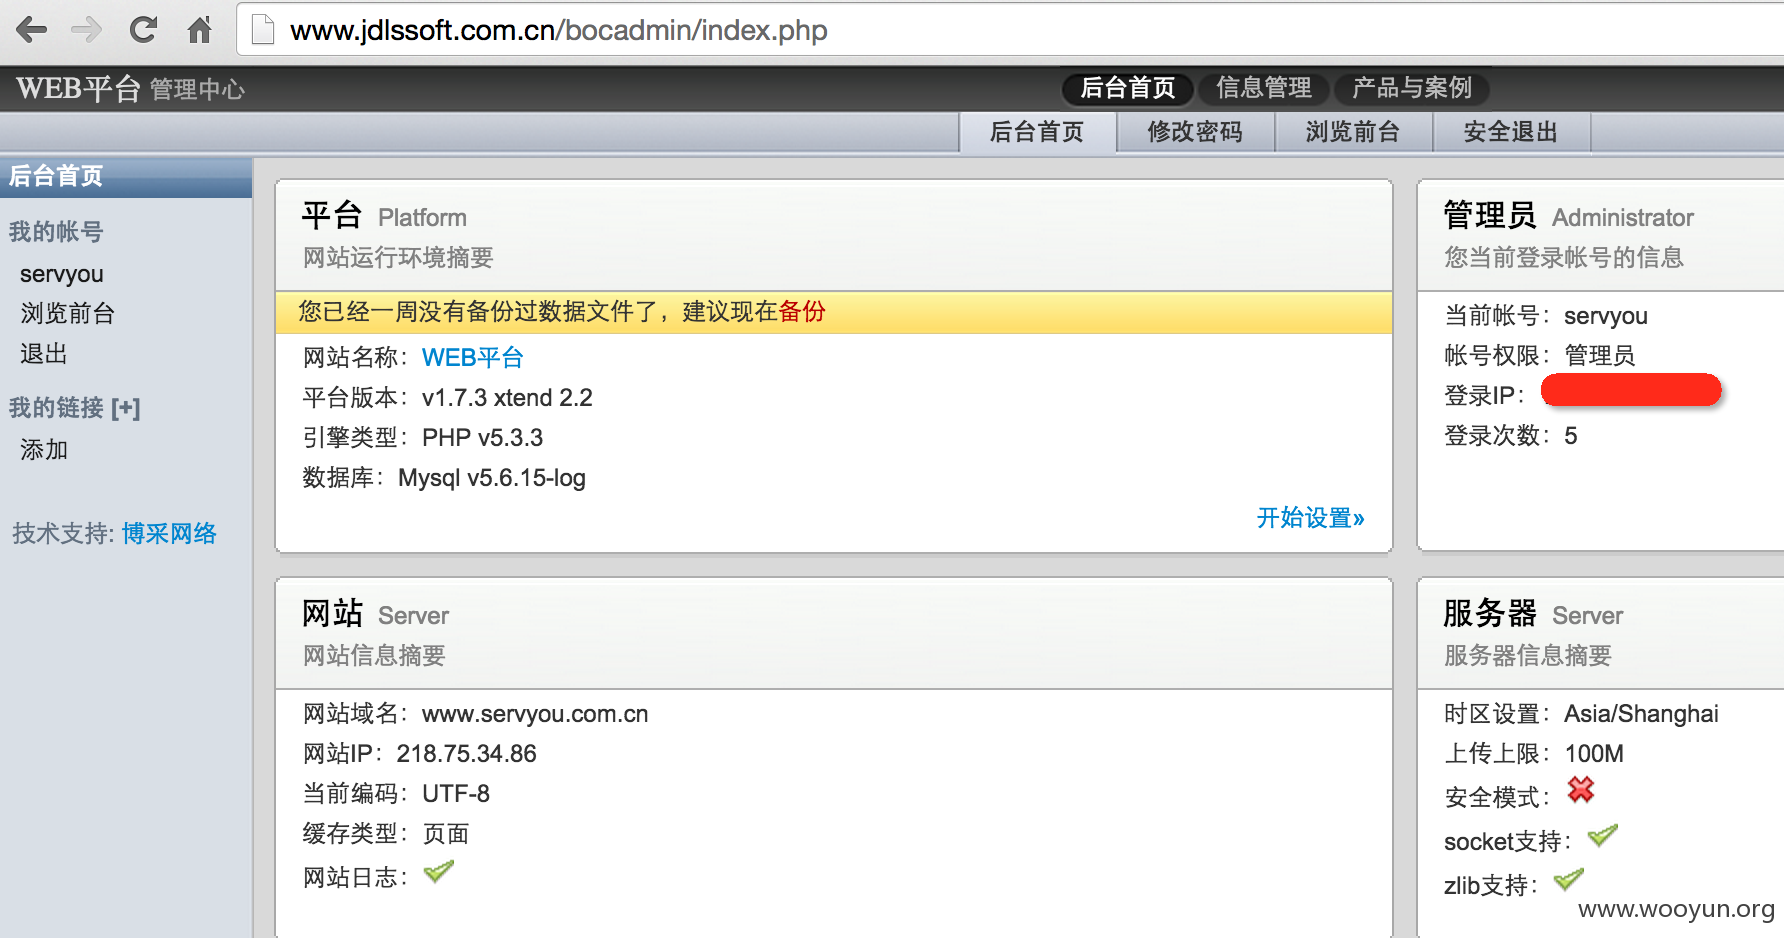 www.jdlssoft.com.cn/bocadmin/index.php
WEB平台 管理中心
后台首页 信息管理 产品与案例
后台首页 修改密码 浏览前台 安全退出
后台首页
我的帐号
servyou
浏览前台
退出
我的链接 [+]
添加
技术支持: 博采网络
平台 Platform
网站运行环境摘要
您已经一周没有备份过数据文件了，建议现在备份
网站名称：WEB平台
平台版本：v1.7.3 xtend 2.2
引擎类型：PHP v5.3.3
数据库：Mysql v5.6.15-log
开始设置»
管理员 Administrator
您当前登录帐号的信息
当前帐号：servyou
帐号权限：管理员
登录IP：
登录次数：5
网站 Server
网站信息摘要
网站域名：www.servyou.com.cn
网站IP：218.75.34.86
当前编码：UTF-8
缓存类型：页面
网站日志：
服务器 Server
服务器信息摘要
时区设置：Asia/Shanghai
上传上限：100M
安全模式：
socket支持：
zlib支持：
www.wooyun.org